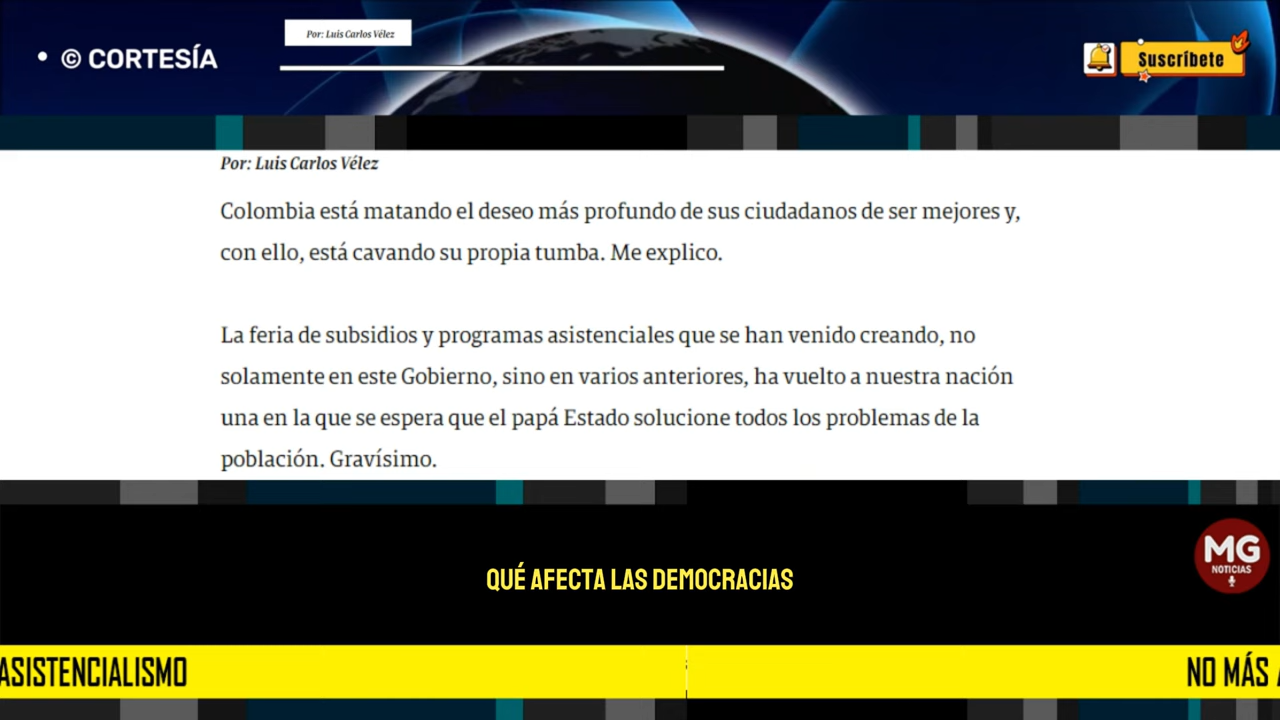 Por: Luis Carlos Vélez
• © CORTESÍA
Suscríbete
Por: Luis Carlos Vélez
Colombia está matando el deseo más profundo de sus ciudadanos de ser mejores y,
con ello, está cavando su propia tumba. Me explico.
La feria de subsidios y programas asistenciales que se han venido creando, no
solamente en este Gobierno, sino en varios anteriores, ha vuelto a nuestra nación
una en la que se espera que el papá Estado solucione todos los problemas de la
población. Gravísimo.
MG
NOTICIAS
QUÉ AFECTA LAS DEMOCRACIAS
ASISTENCIALISMO
NO MÁS